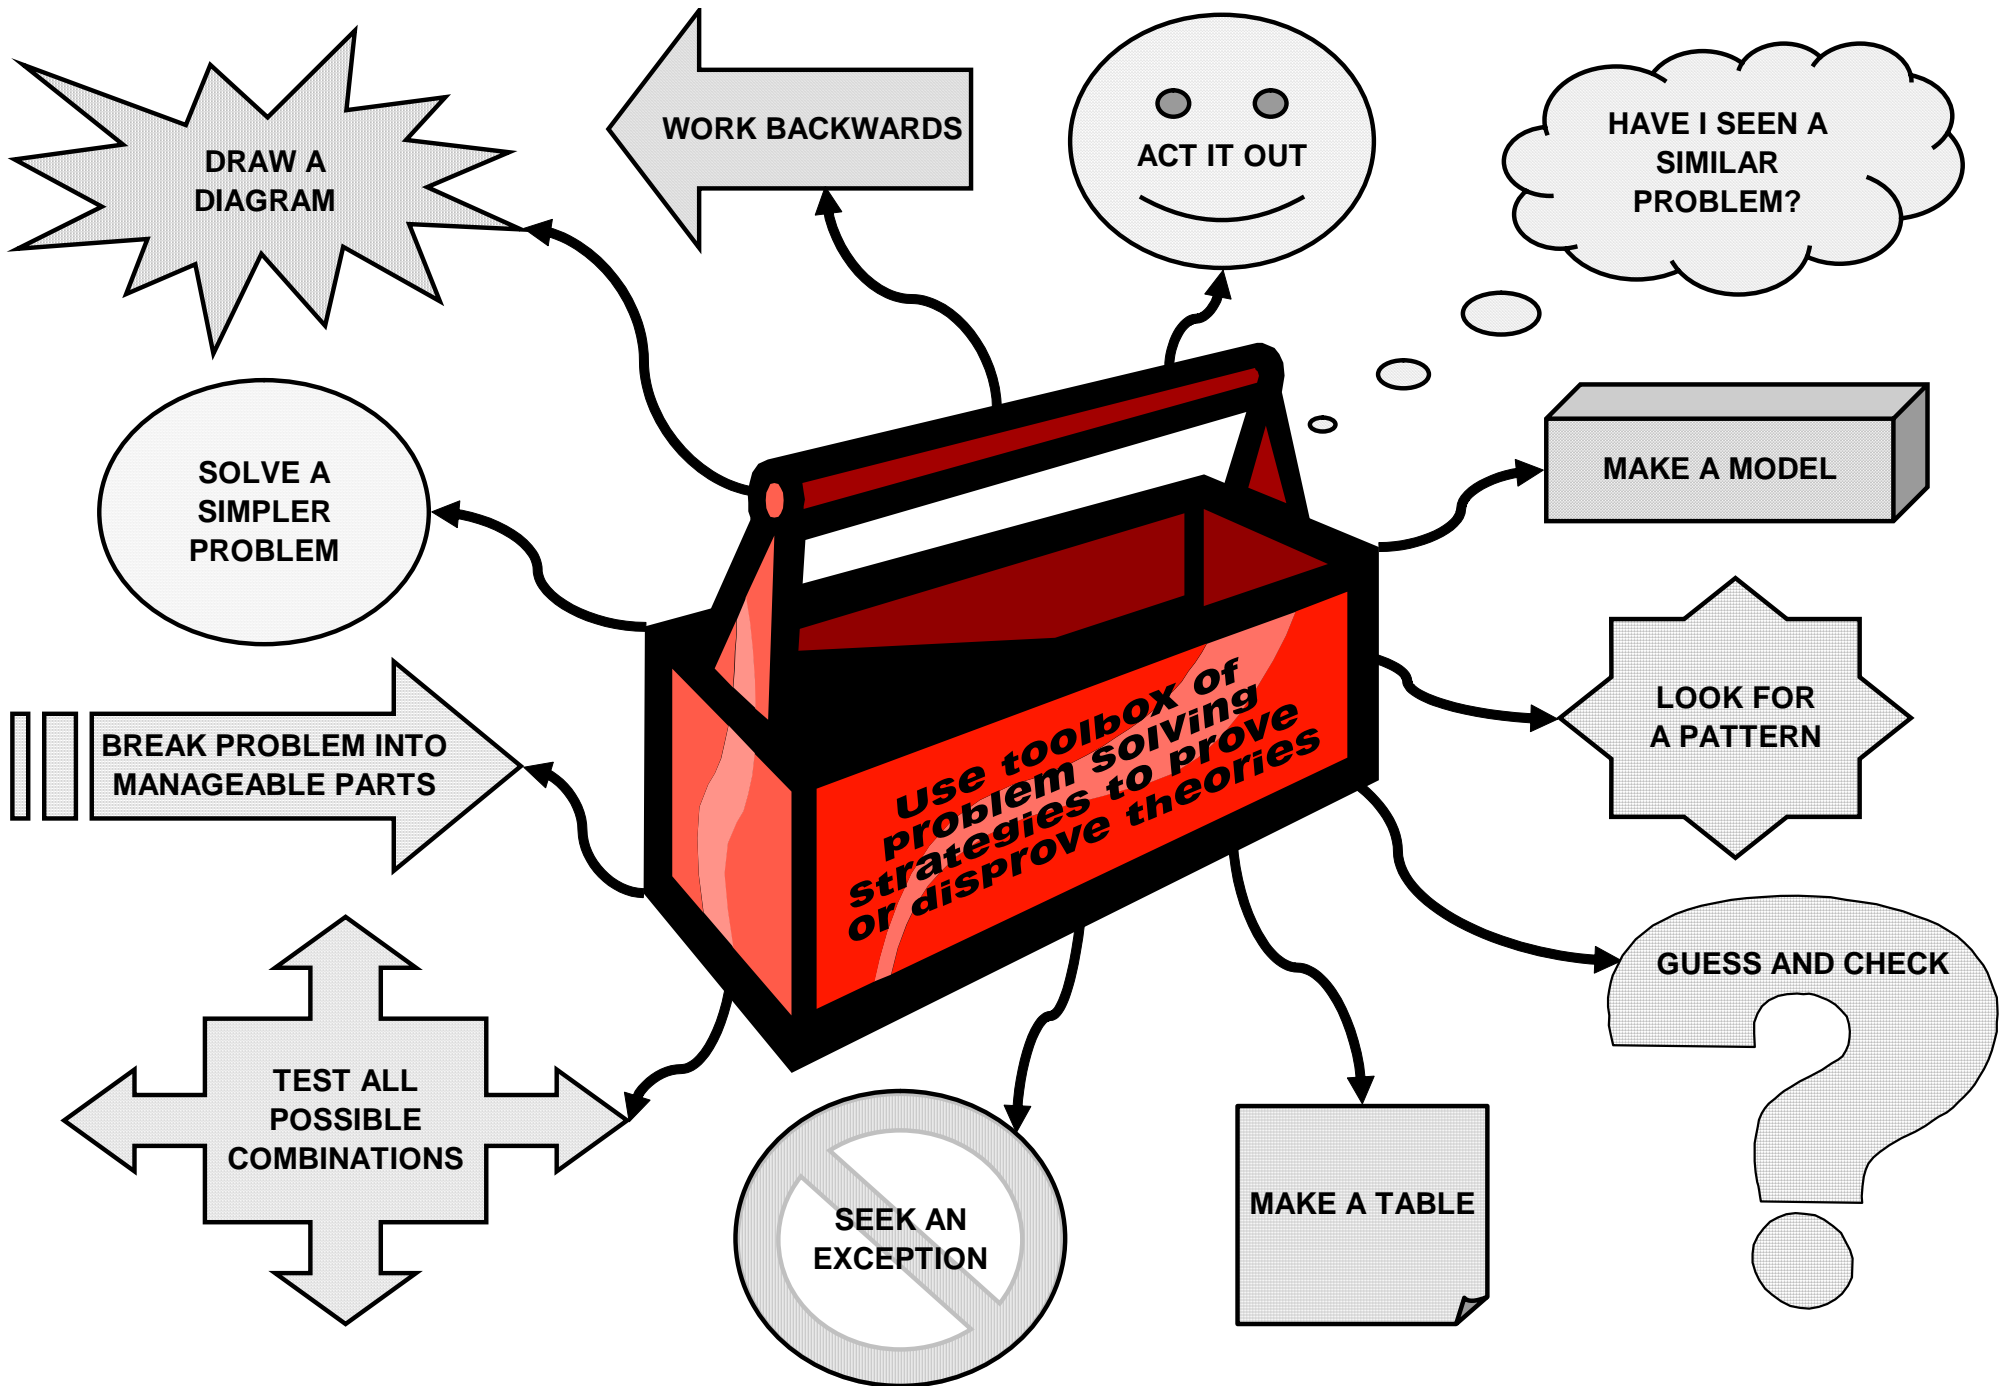 DRAW A
DIAGRAM
WORK BACKWARDS
ACT IT OUT
HAVE I SEEN A
SIMILAR
PROBLEM?
SOLVE A
SIMPLER
PROBLEM
MAKE A MODEL
BREAK PROBLEM INTO
MANAGEABLE PARTS
Use toolbox of
problem solving
strategies to prove
or disprove theories
LOOK FOR
A PATTERN
GUESS AND CHECK
TEST ALL
POSSIBLE
COMBINATIONS
SEEK AN
EXCEPTION
MAKE A TABLE